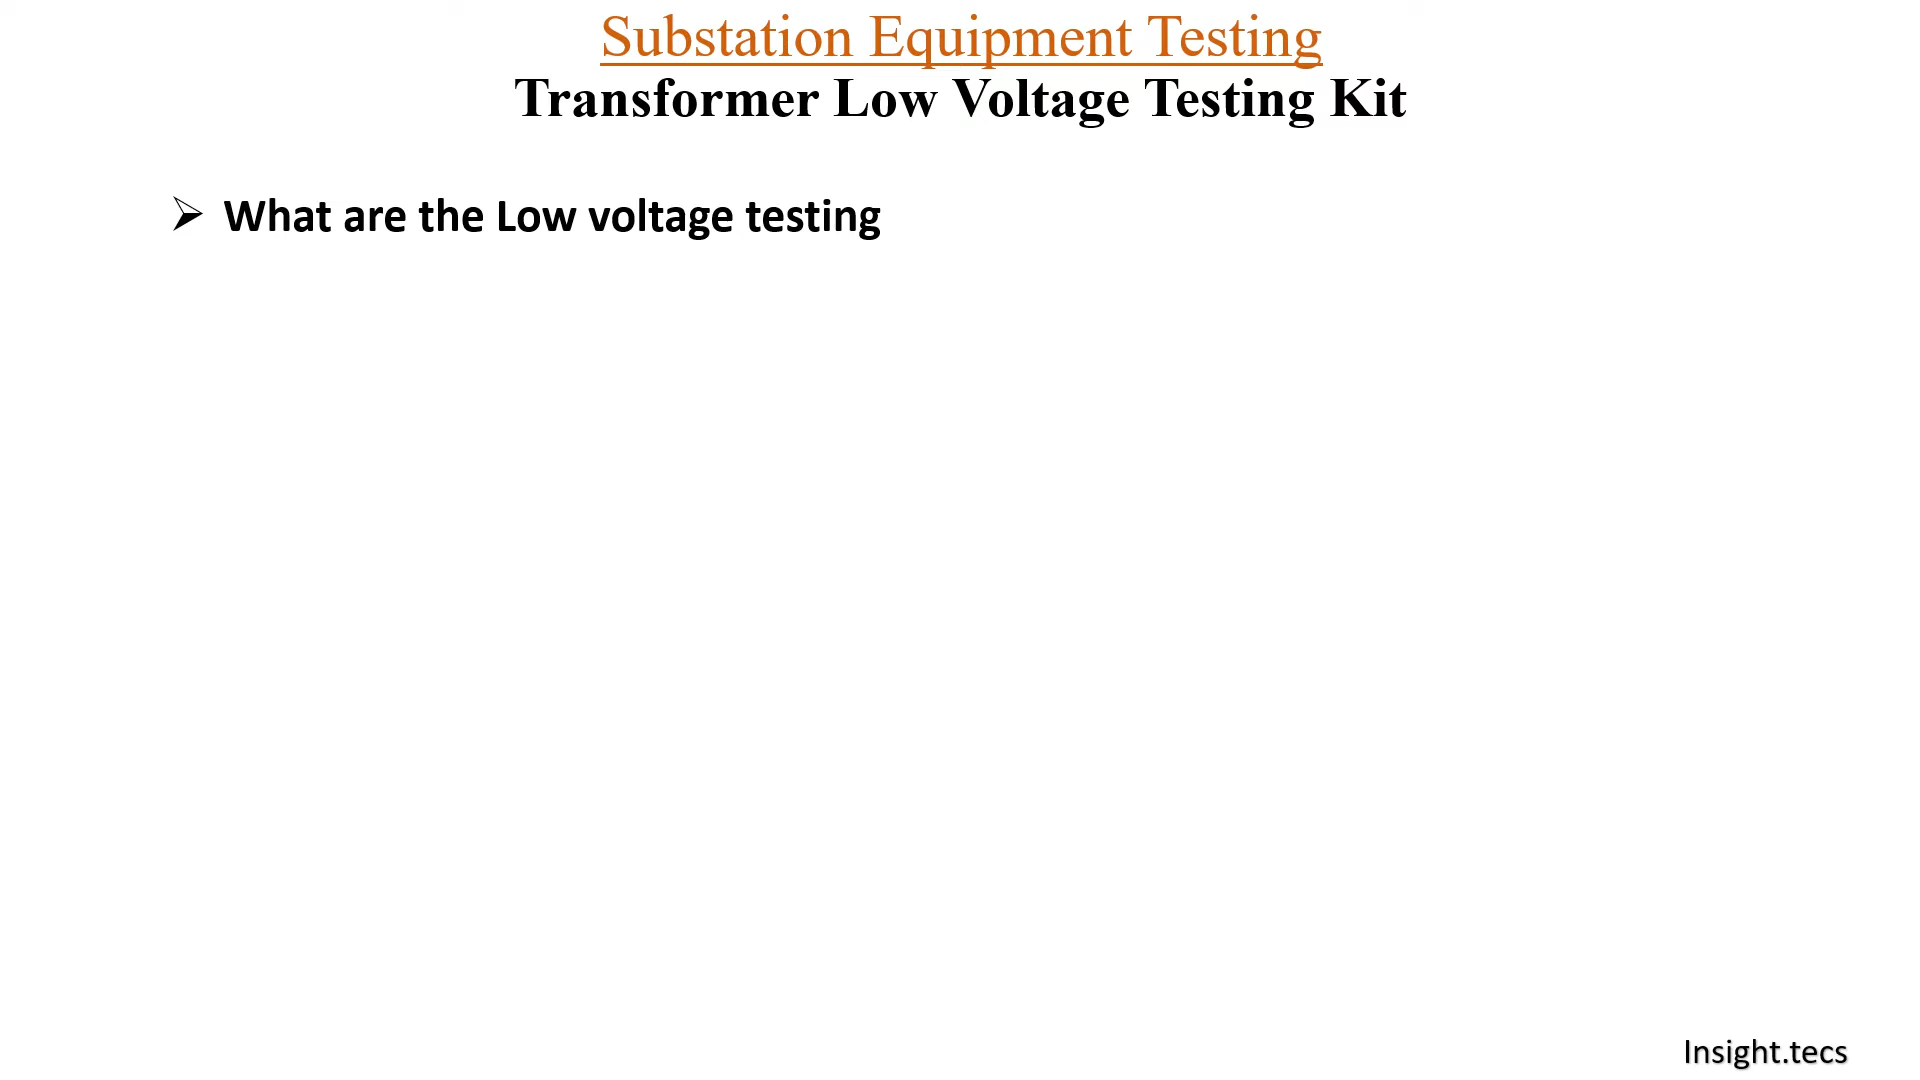 Substation Equipment Testing
Transformer Low Voltage Testing Kit
➢ What are the Low voltage testing
Insight.tecs